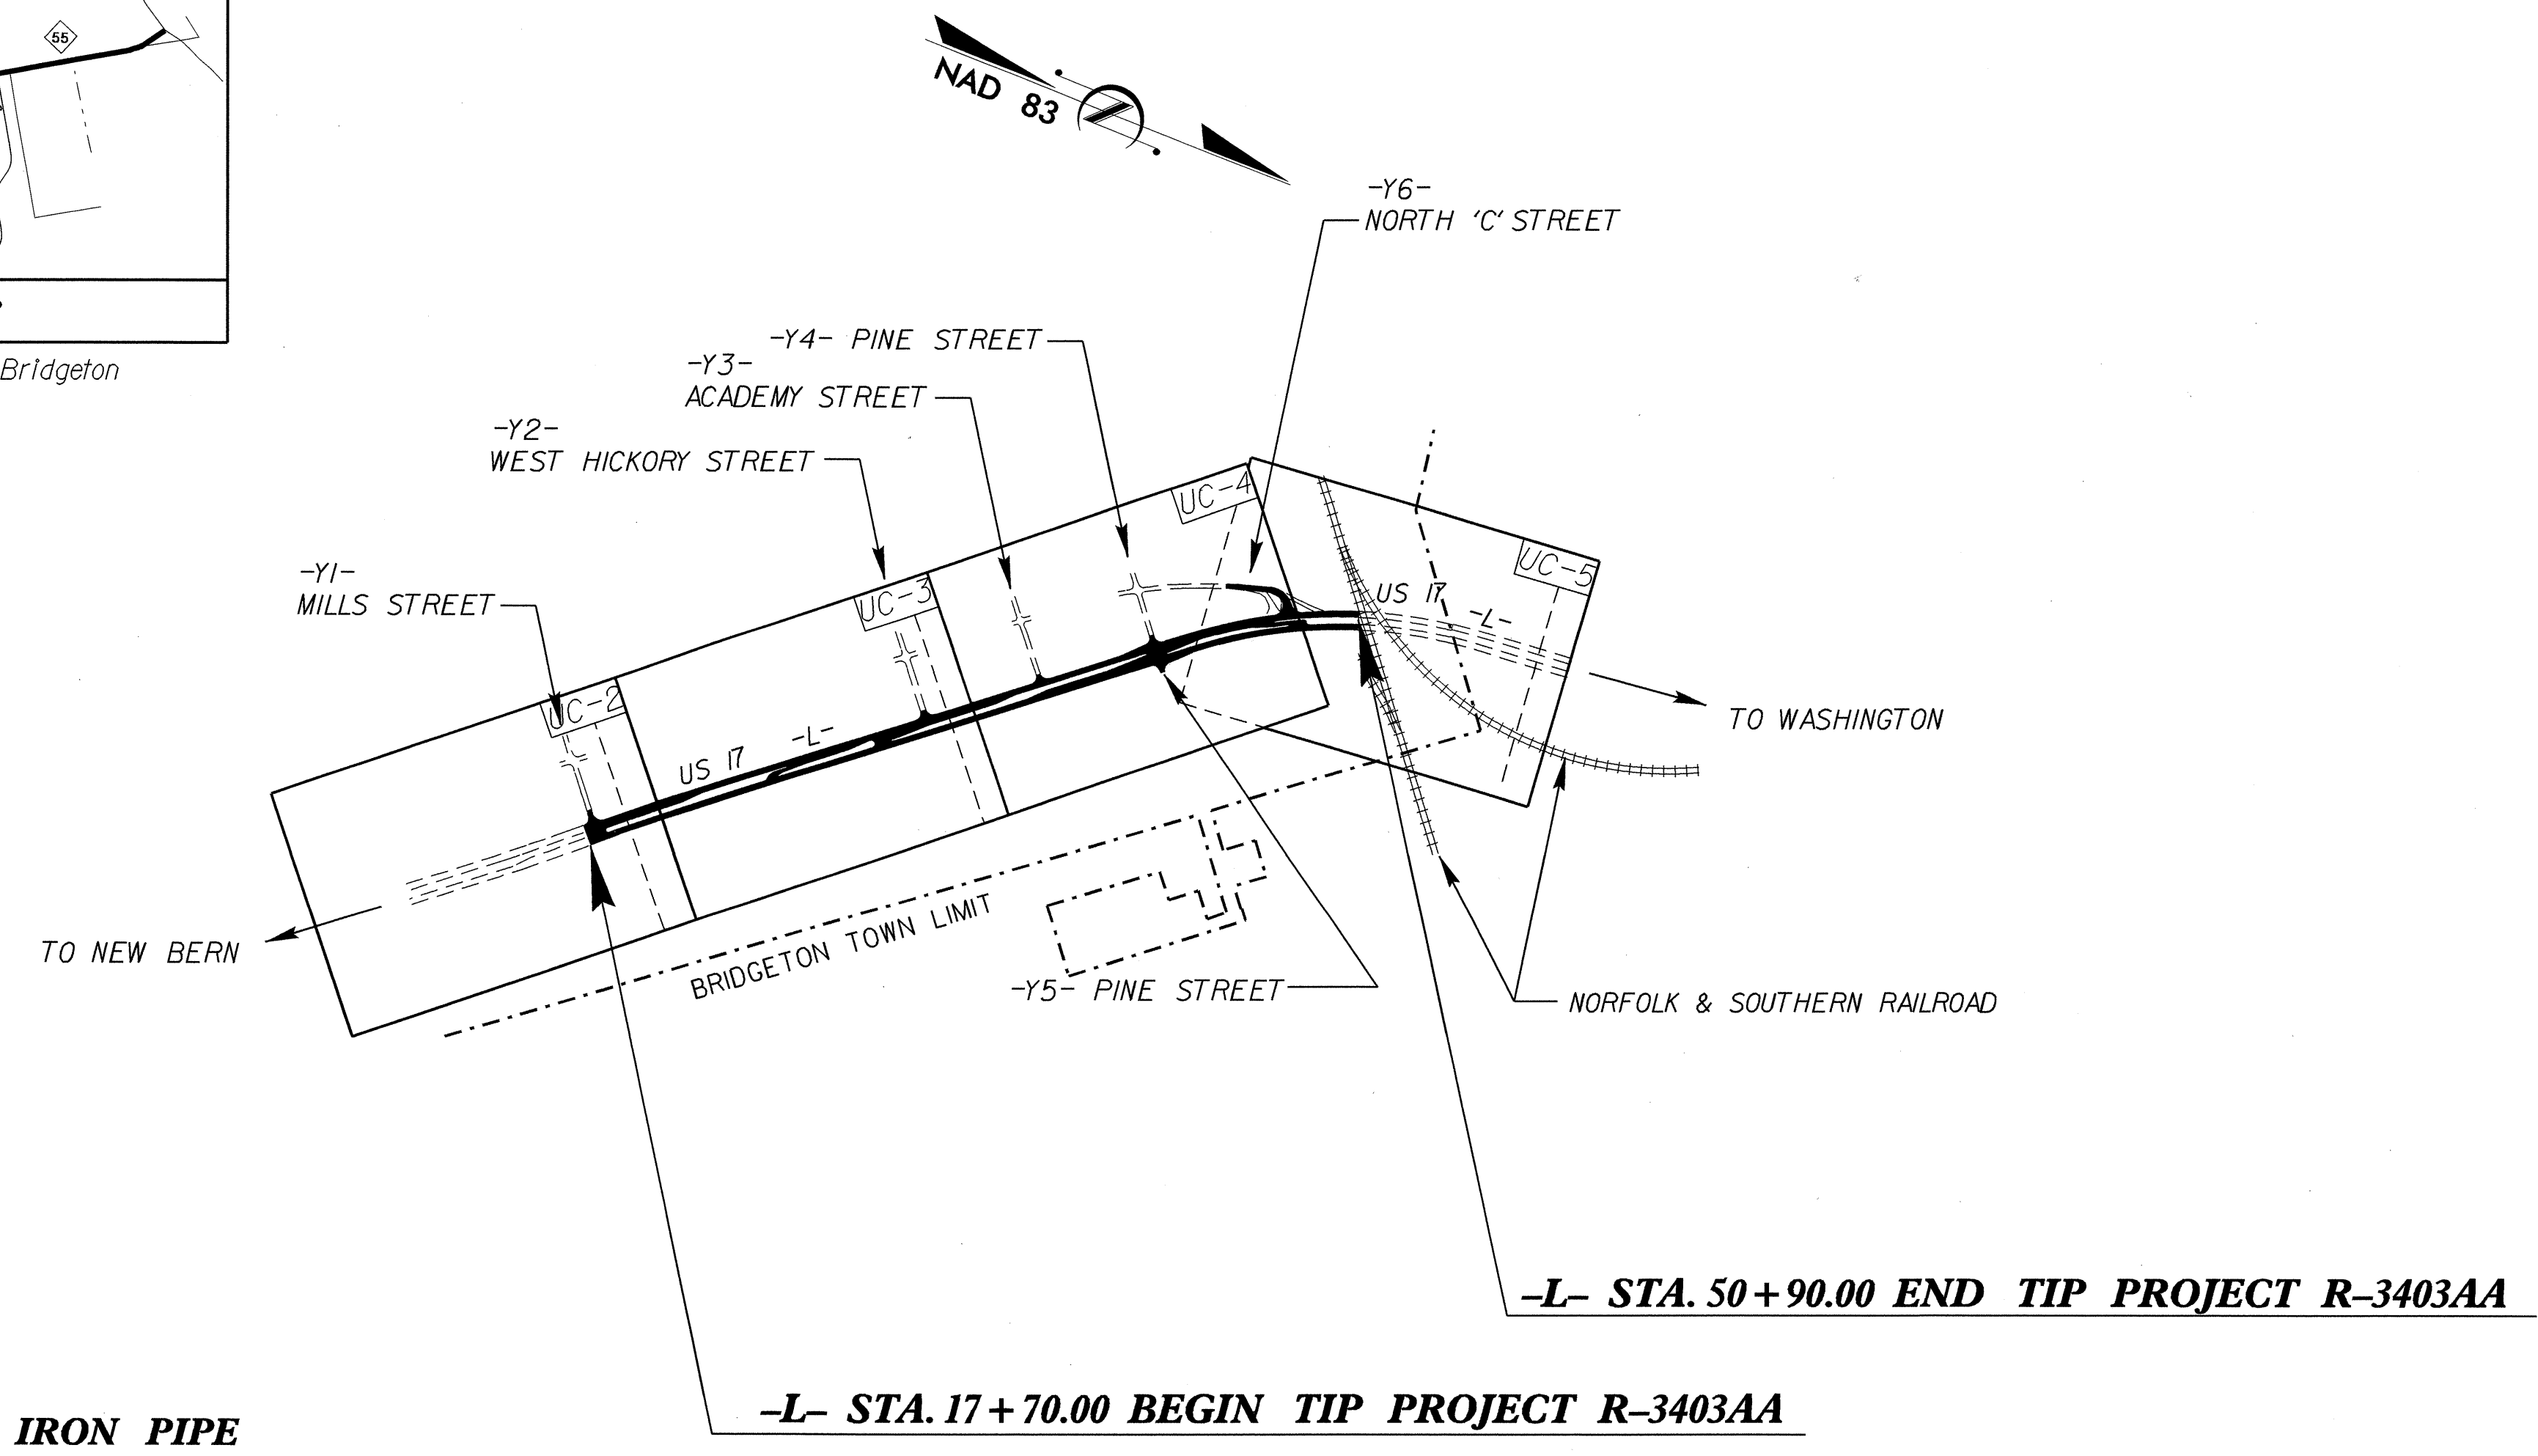 55
NAD 83
Bridgeton
-Y6-
NORTH 'C' STREET
-Y4- PINE STREET
-Y3-
ACADEMY STREET
-Y2-
WEST HICKORY STREET
-Y1-
MILLS STREET
UC-2
UC-3
UC-4
UC-5
US 17
-L-
US 17
-L-
TO WASHINGTON
TO NEW BERN
BRIDGETON TOWN LIMIT
-Y5- PINE STREET
NORFOLK & SOUTHERN RAILROAD
-L- STA. 50+90.00 END TIP PROJECT R-3403AA
-L- STA. 17+70.00 BEGIN TIP PROJECT R-3403AA
IRON PIPE